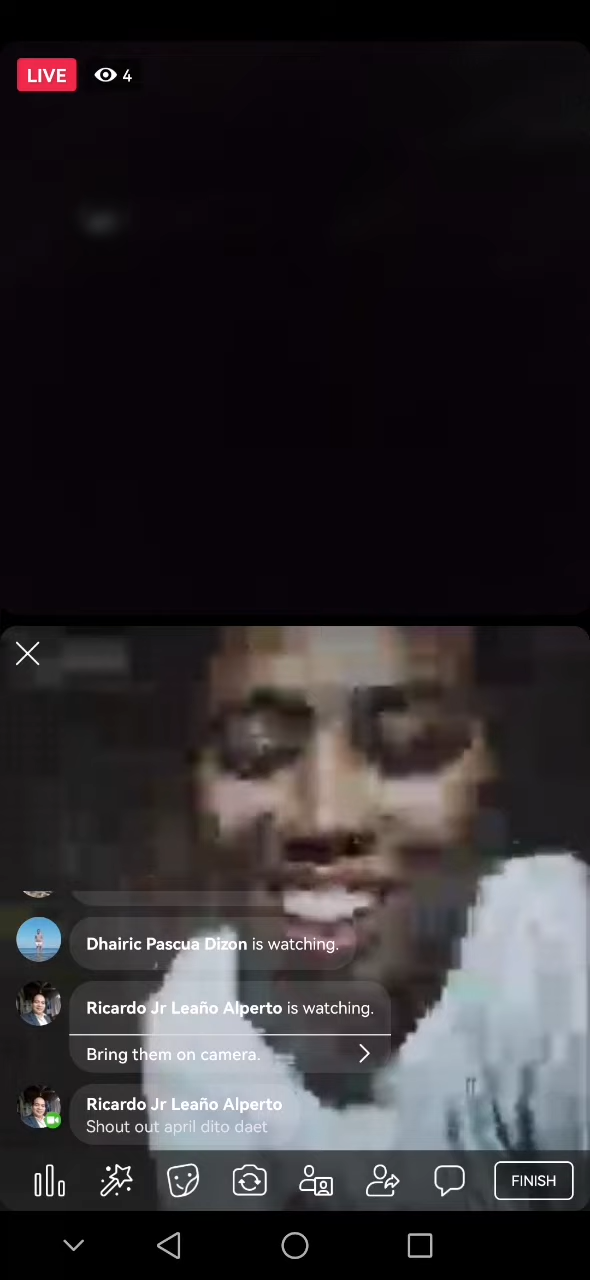 LIVE
4
Dhairic Pascua Dizon is watching.
Ricardo Jr Leaño Alperto is watching.
Bring them on camera.
Ricardo Jr Leaño Alperto
Shout out april dito daet
FINISH